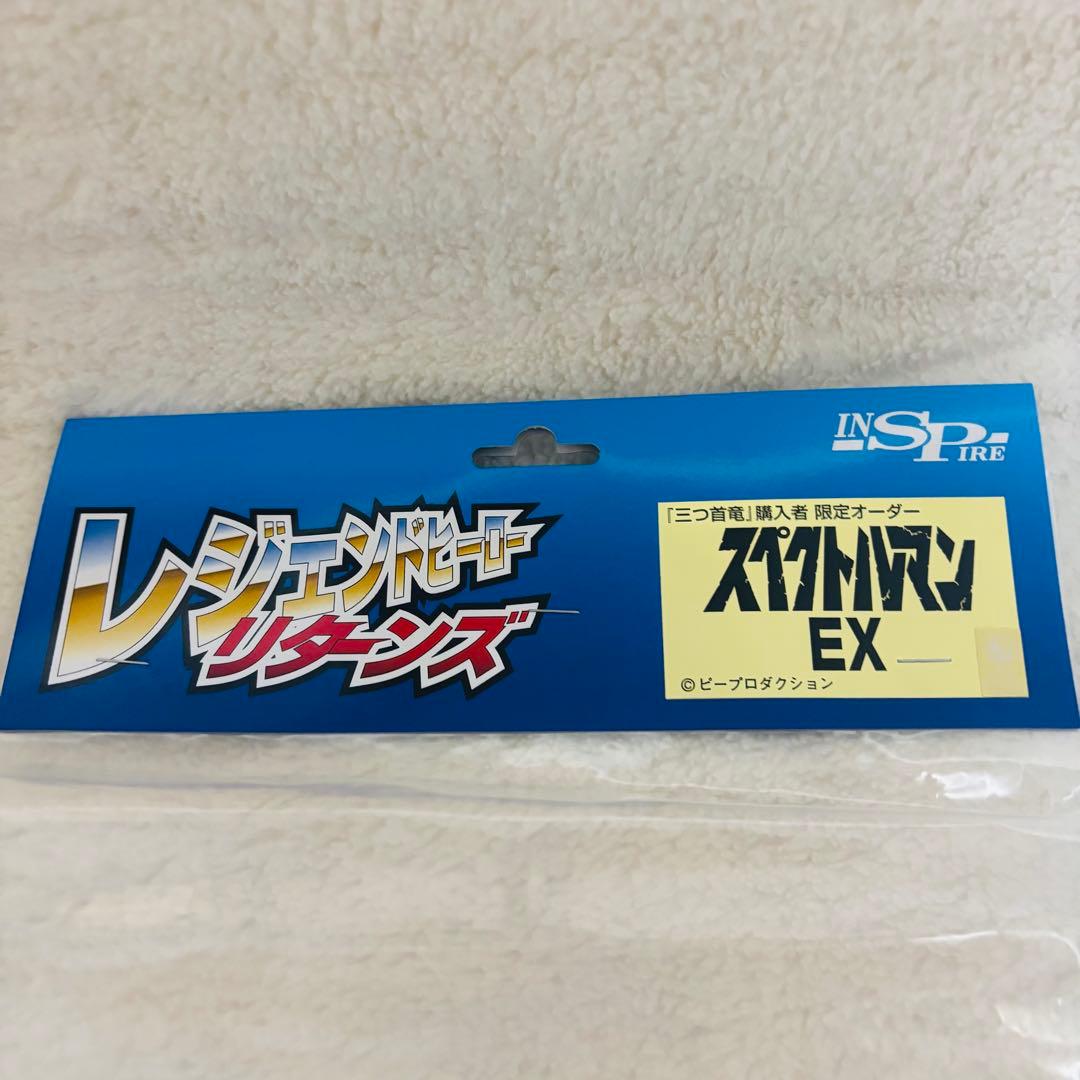 INSPIRE
レジェンドヒーロー
リターンズ
『三つ首竜』購入者 限定オーダー
スペクトルマン
EX
©ピープロダクション